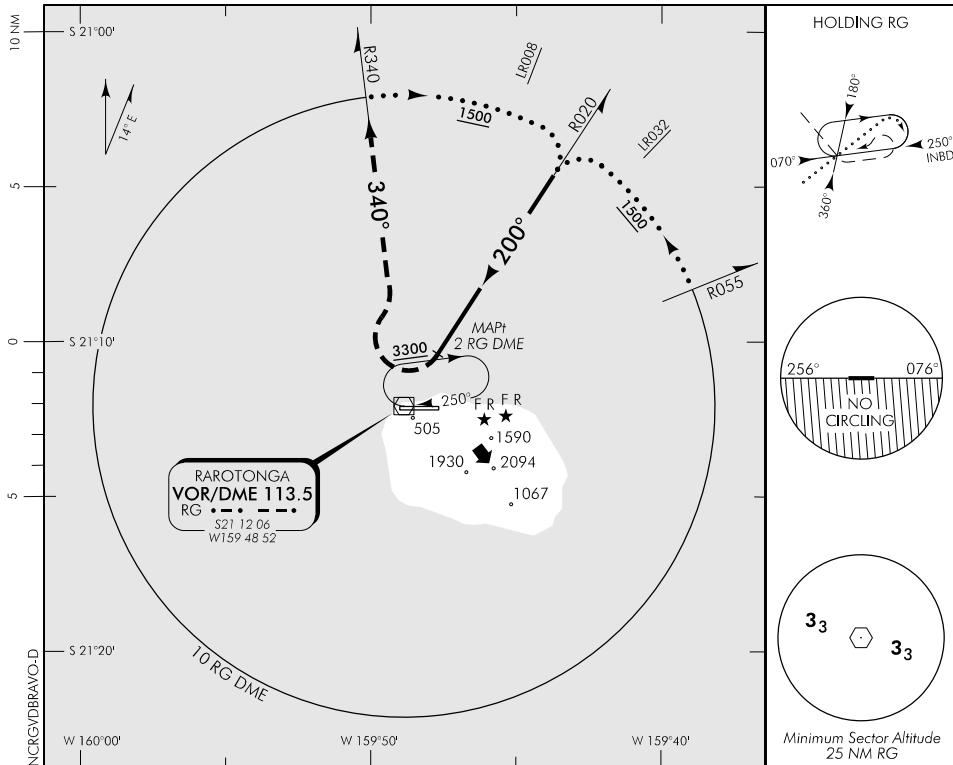 10 NM
S 21°00'
R340
LR008
1500
R020
LR032
14° E
5
340°
200°
1500
R055
0
S 21°10'
MAPt
2 RG DME
3300
250°
F R
F R
505
1590
1930
2094
1067
RAROTONGA
VOR/DME 113.5
RG
S21 12 06
W159 48 52
5
S 21°20'
10 RG DME
NCRGVDBRAVO-D
W 160°00'
W 159°50'
W 159°40'
HOLDING RG
180°
070°
250°
INBD
360°
256°
076°
NO
CIRCLING
3₃
3₃
Minimum Sector Altitude
25 NM RG